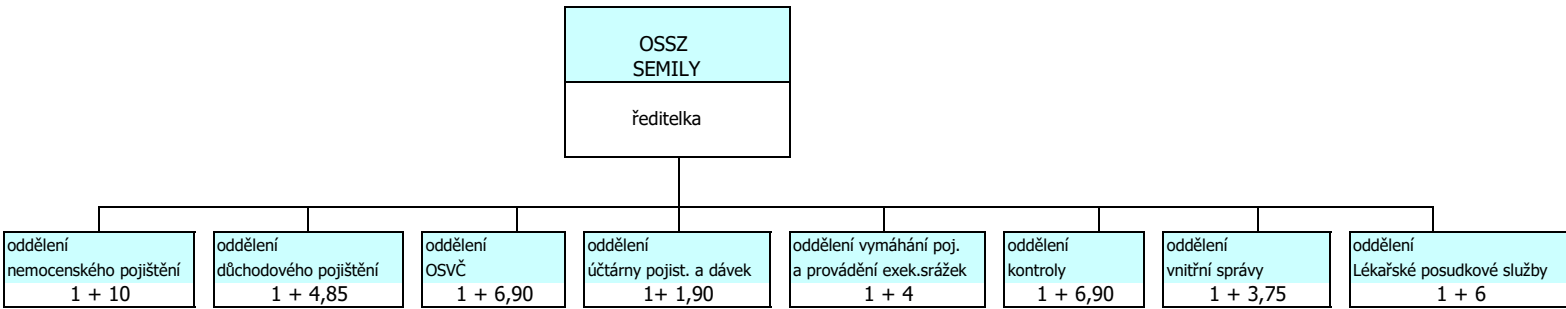 OSSZ
SEMILY
ředitelka
oddělení
nemocenského pojištění
1 + 10
oddělení
důchodového pojištění
1 + 4,85
oddělení
OSVČ
1 + 6,90
oddělení
účtárny pojist. a dávek
1+ 1,90
oddělení vymáhání poj.
a provádění exek.srážek
1 + 4
oddělení
kontroly
1 + 6,90
oddělení
vnitřní správy
1 + 3,75
oddělení
Lékařské posudkové služby
1 + 6